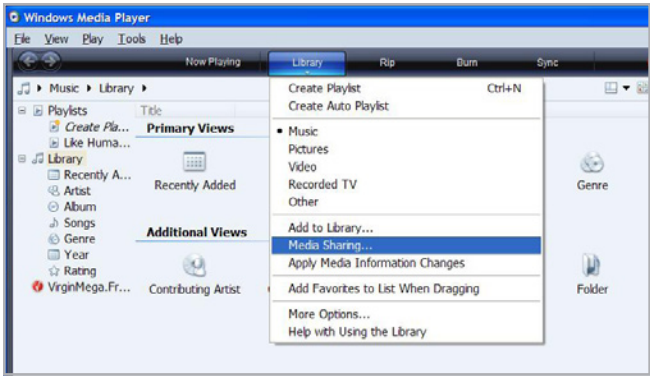 Windows Media Player
File View Play Tools Help
Now Playing Library Rip Burn Sync
Music Library
Create Playlist Ctrl+N
Create Auto Playlist
Music
Pictures
Video
Recorded TV
Other
Add to Library...
Media Sharing...
Apply Media Information Changes
Add Favorites to List When Dragging
More Options...
Help with Using the Library
Playlists
Create Pla...
Like Huma...
Library
Recently A...
Artist
Album
Songs
Genre
Year
Rating
VirginMega.Fr...
Title
Primary Views
Recently Added
Genre
Additional Views
Contributing Artist
Folder